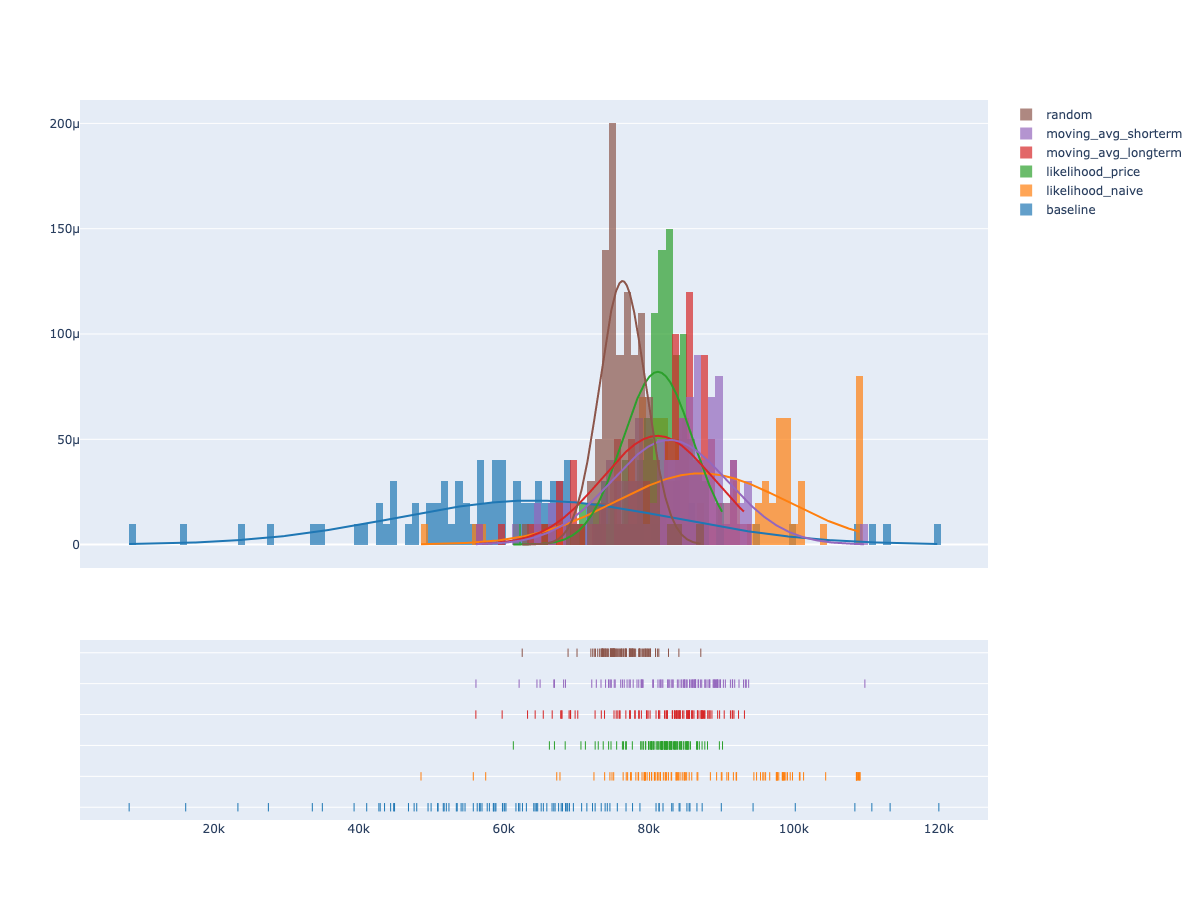 200μ
150μ
100μ
50μ
0
random
moving_avg_shorterm
moving_avg_longterm
likelihood_price
likelihood_naive
baseline
20k
40k
60k
80k
100k
120k